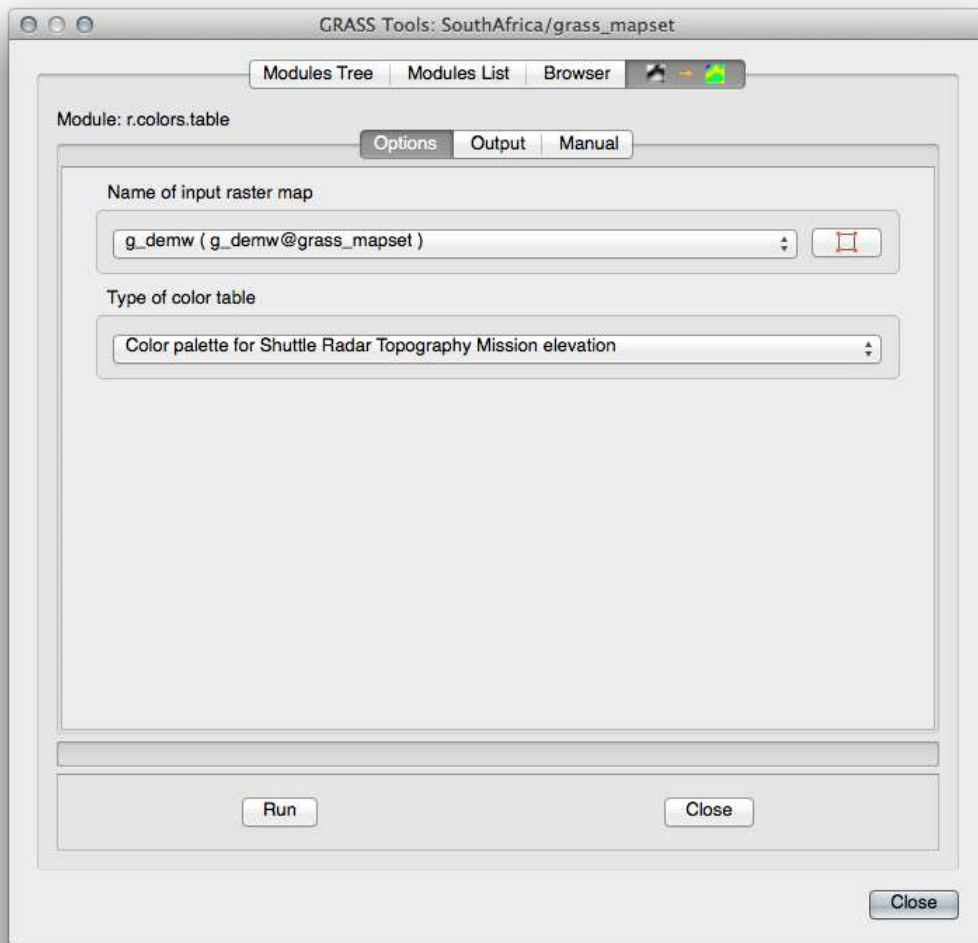 GRASS Tools: SouthAfrica/grass_mapset
Modules Tree Modules List Browser
Module: r.colors.table
Options Output Manual
Name of input raster map
g_demw ( g_demw@grass_mapset )
Type of color table
Color palette for Shuttle Radar Topography Mission elevation
Run Close
Close